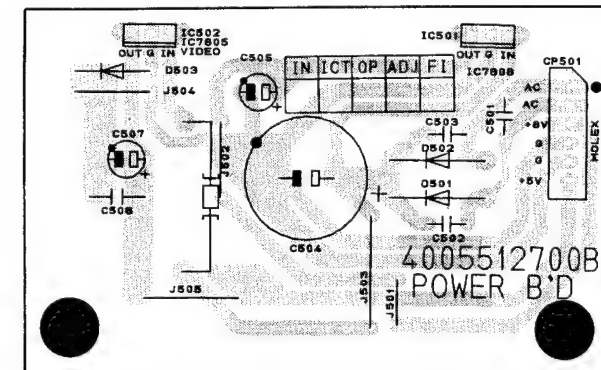 IC502
IC7805
VIDEO
OUT G IN
D503
J504
C505
IN ICT OP ADJ FI
IC501
OUT G IN
IC7808
CP501
AC
AC
+8V
G
G
+5V
MOLEX
C501
C503
D502
D501
C502
C507
C508
J502
C504
J505
J503
J501
4005512700B
POWER B'D